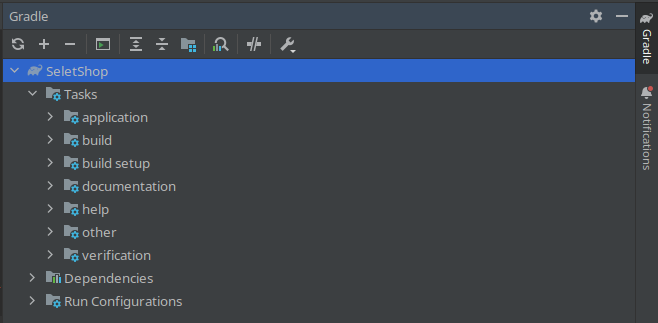 Gradle
SeletShop
Tasks
application
build
build setup
documentation
help
other
verification
Dependencies
Run Configurations
Gradle
Notifications